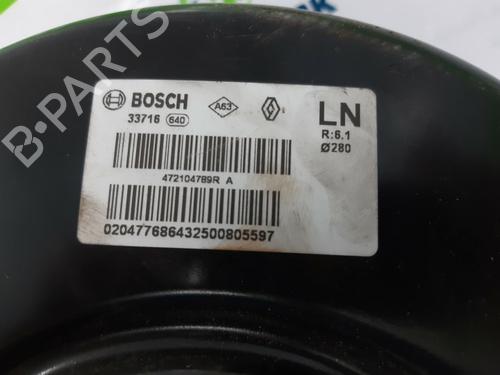 BOSCH
33716 640
A63
LN
R:6.1
Ø280
472104789R A
0204776864325008055​97
B-PARTS